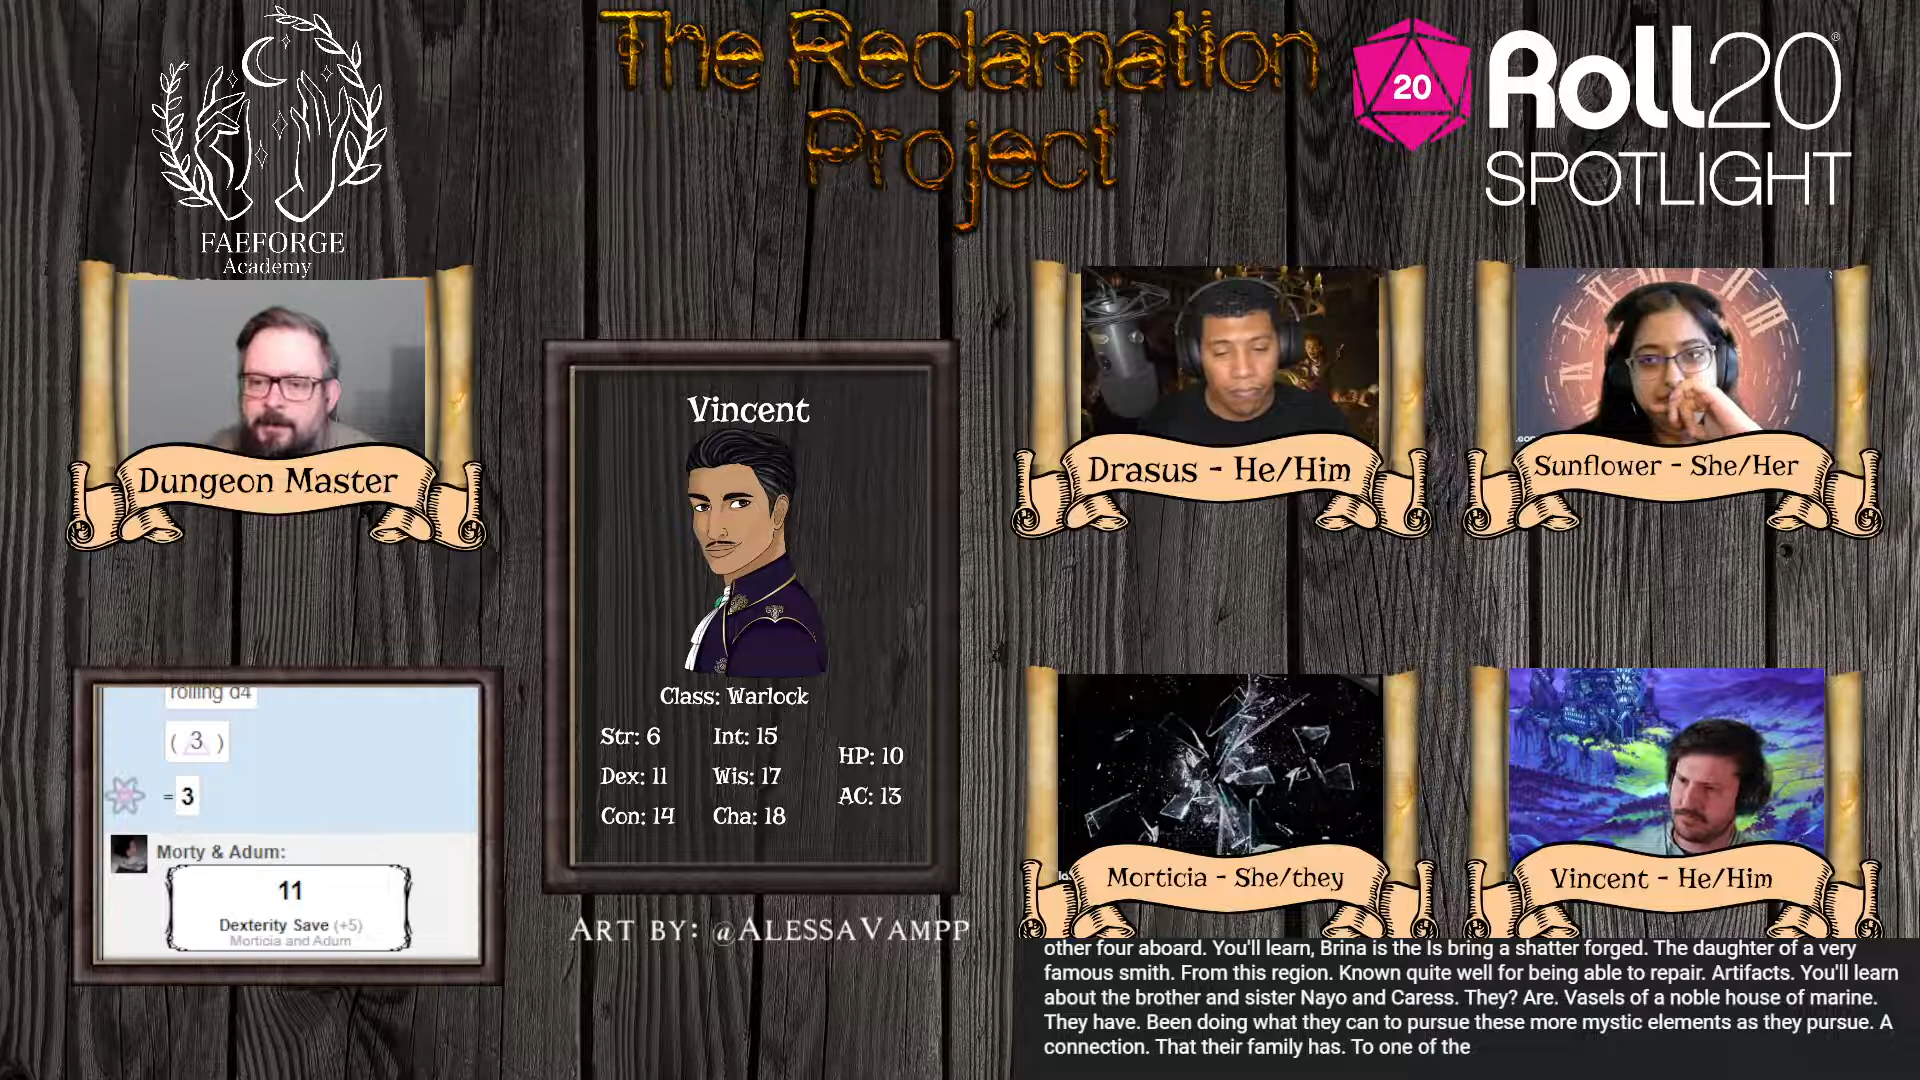 The Reclamation
Project
20
Roll20®
SPOTLIGHT
FAEFORGE
Academy
Dungeon Master
Vincent
Class: Warlock
Str: 6
Int: 15
HP: 10
Dex: 11
Wis: 17
AC: 13
Con: 14
Cha: 18
ART BY: @ALESSAVAMPP
Drasus - He/Him
Sunflower - She/Her
Morticia - She/they
Vincent - He/Him
rolling d4
( 3 )
= 3
Morty & Adum:
11
Dexterity Save (+5)
Morticia and Adum
other four aboard. You'll learn, Brina is the Is bring a shatter forged. The daughter of a very
famous smith. From this region. Known quite well for being able to repair. Artifacts. You'll learn
about the brother and sister Nayo and Caress. They? Are. Vasels of a noble house of marine.
They have. Been doing what they can to pursue these more mystic elements as they pursue. A
connection. That their family has. To one of the